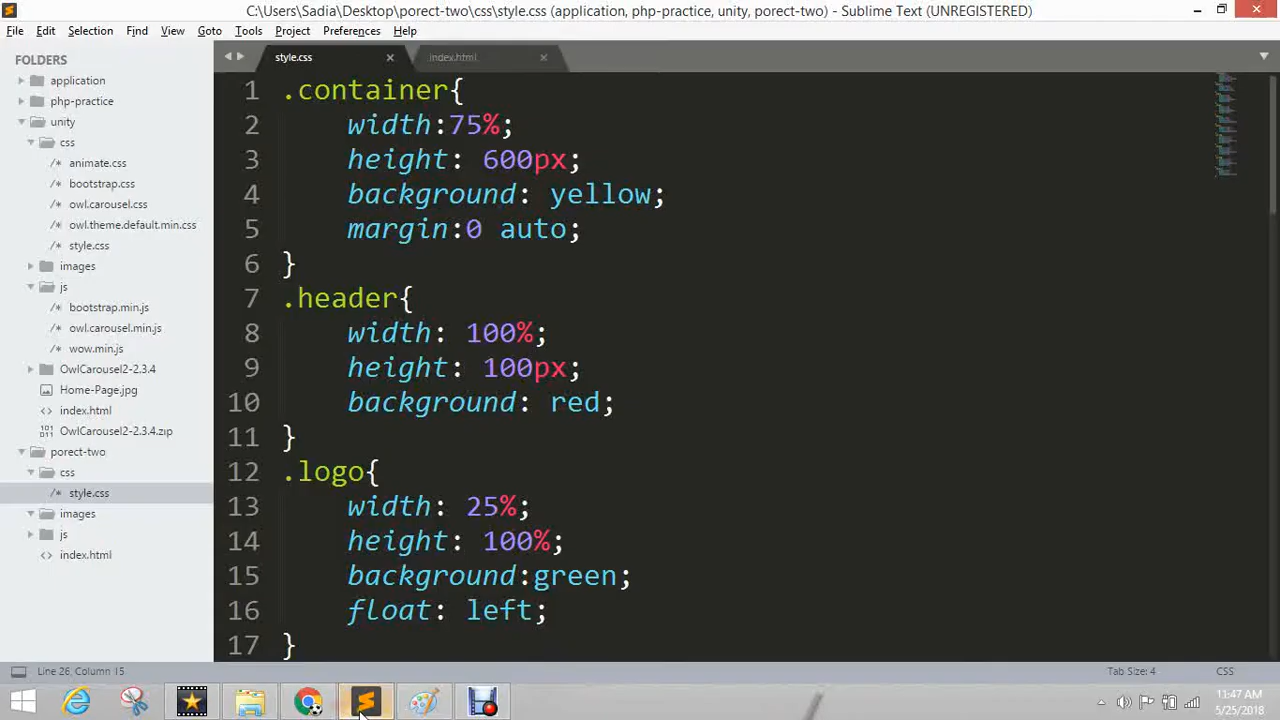 C:\Users\Sadia\Desktop\porect-two\css\style.css (application, php-practice, unity, porect-two) - Sublime Text (UNREGISTERED)
File Edit Selection Find View Goto Tools Project Preferences Help
FOLDERS
application
php-practice
unity
css
/* animate.css
/* bootstrap.css
/* owl.carousel.css
/* owl.theme.default.min.css
/* style.css
images
js
/* bootstrap.min.js
/* owl.carousel.min.js
/* wow.min.js
OwlCarousel2-2.3.4
Home-Page.jpg
<> index.html
OwlCarousel2-2.3.4.zip
porect-two
css
/* style.css
images
js
<> index.html
style.css × index.html ×
1 .container{
2 width:75%;
3 height: 600px;
4 background: yellow;
5 margin:0 auto;
6 }
7 .header{
8 width: 100%;
9 height: 100px;
10 background: red;
11 }
12 .logo{
13 width: 25%;
14 height: 100%;
15 background:green;
16 float: left;
17 }
Line 26, Column 15 Tab Size: 4 CSS
11:47 AM
5/25/2018